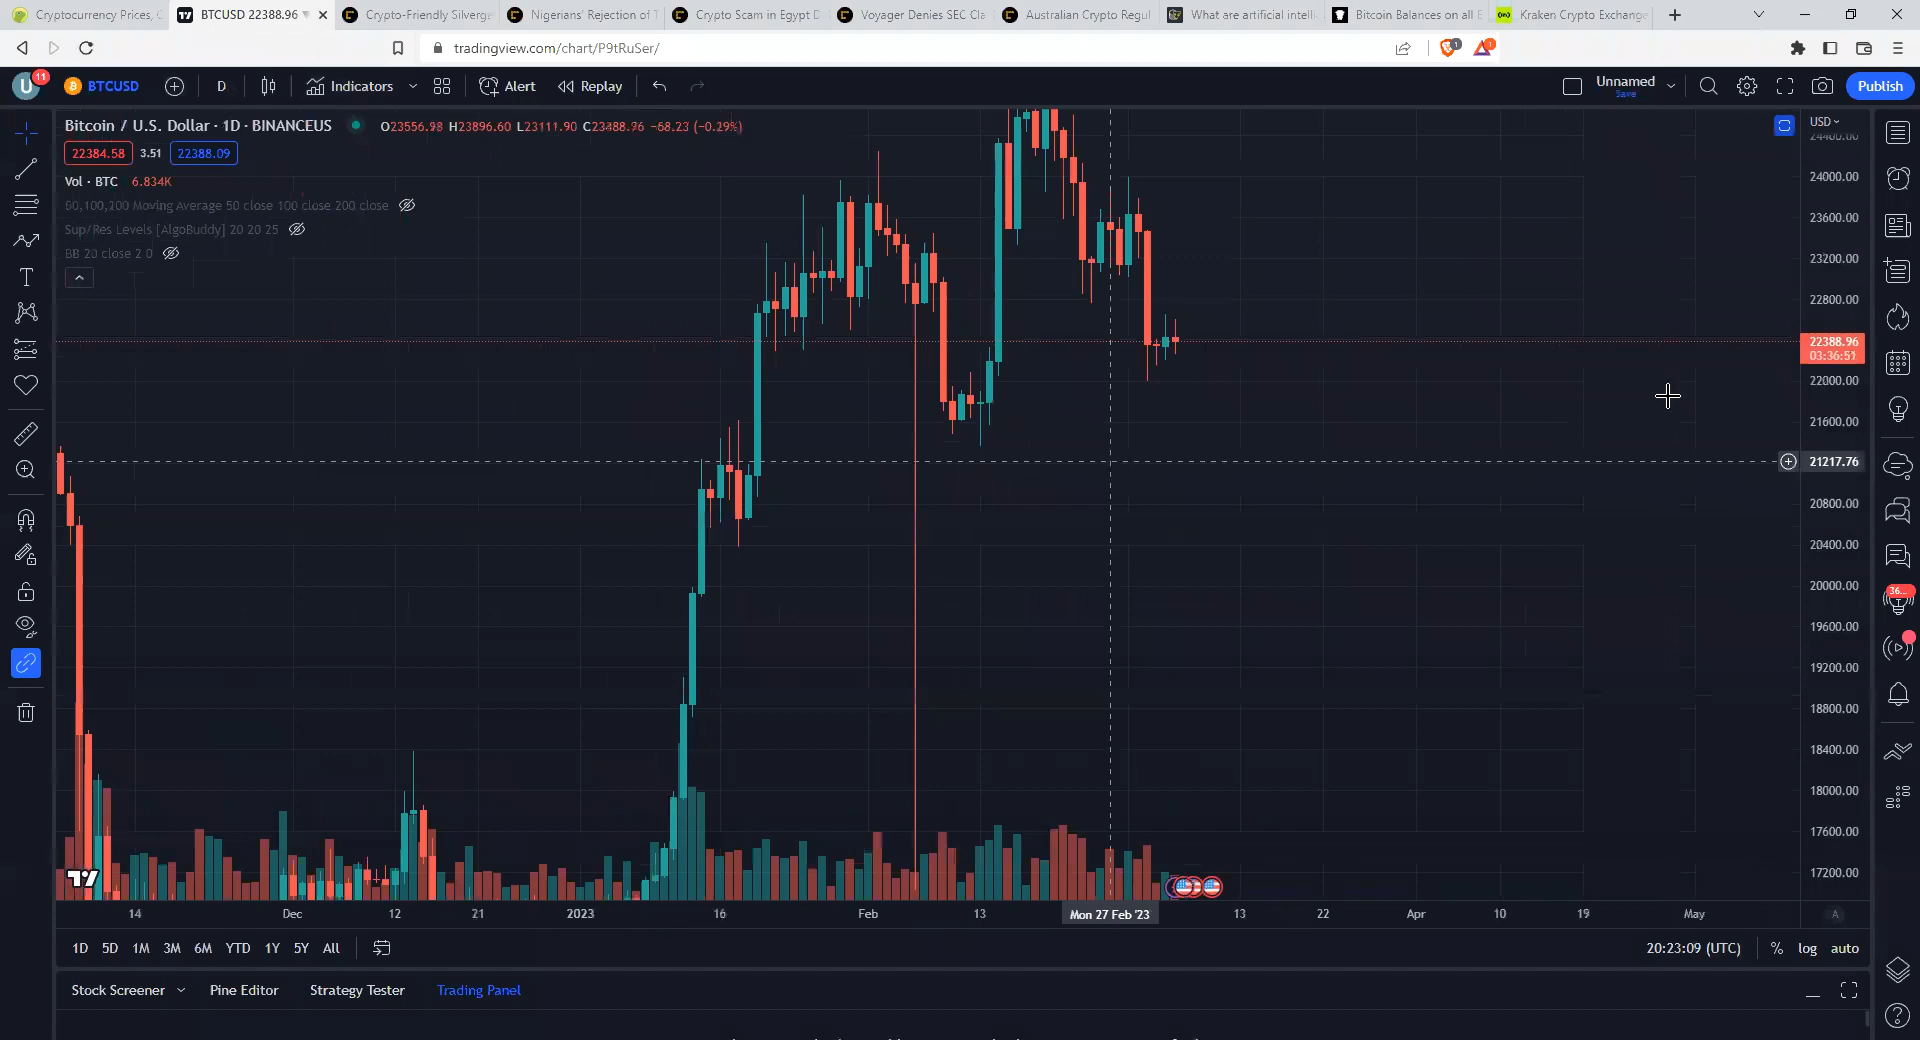 Cryptocurrency Prices, C
BTCUSD 22388.96
Crypto-Friendly Silverga
Nigerians' Rejection of T
Crypto Scam in Egypt D
Voyager Denies SEC Cla
Australian Crypto Regul
What are artificial intelli
Bitcoin Balances on all E
Kraken Crypto Exchange
tradingview.com/chart/P9tRuSer/
1
1
U
11
BTCUSD
D
Indicators
Alert
Replay
Unnamed
Save
Publish
Bitcoin / U.S. Dollar · 1D · BINANCEUS
O23556.98 H23896.60 L23111.90 C23488.76 −68.23 (−0.29%)
USD
22384.58
3.51
22388.09
Vol · BTC 6.834K
50,100,200 Moving Average 50 close 100 close 200 close
Sup/Res Levels [AlgoBuddy] 20 20 25
BB 20 close 2 0
24400.00
24000.00
23600.00
23200.00
22800.00
22388.96
03:36:51
22000.00
21600.00
21217.76
20800.00
20400.00
20000.00
19600.00
19200.00
18800.00
18400.00
18000.00
17600.00
17200.00
36...
14
Dec
12
21
2023
16
Feb
13
Mon 27 Feb '23
13
22
Apr
10
19
May
A
1D 5D 1M 3M 6M YTD 1Y 5Y All
20:23:09 (UTC)
% log auto
Stock Screener
Pine Editor
Strategy Tester
Trading Panel